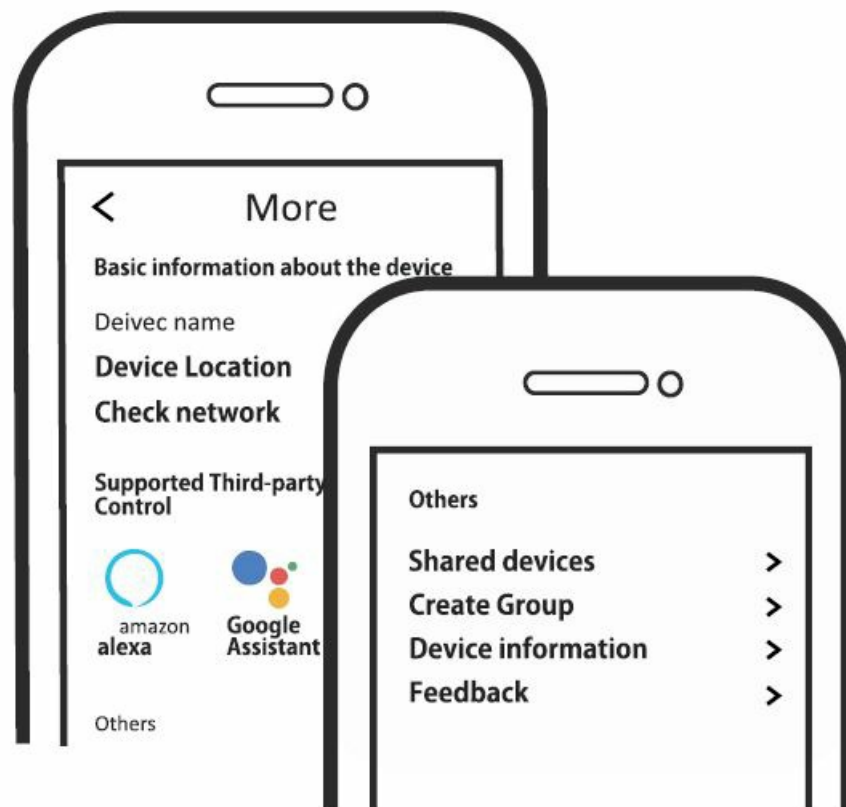 More
Basic information about the device
Deivec name
Device Location
Check network
Supported Third-party
Control
amazon
alexa
Google
Assistant
Others
Others
Shared devices
Create Group
Device information
Feedback